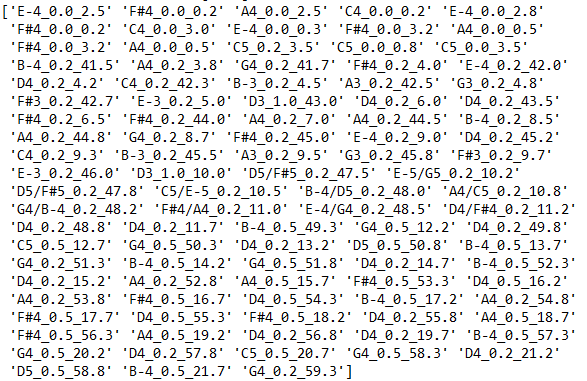 ['E-4_0.0_2.5' 'F#4_0.0_0.2' 'A4_0.0_2.5' 'C4_0.0_0.2' 'E-4_0.0_2.8'
'F#4_0.0_0.2' 'C4_0.0_3.0' 'E-4_0.0_0.3' 'F#4_0.0_3.2' 'A4_0.0_0.5'
'F#4_0.0_3.2' 'A4_0.0_0.5' 'C5_0.2_3.5' 'C5_0.0_0.8' 'C5_0.0_3.5'
'B-4_0.2_41.5' 'A4_0.2_3.8' 'G4_0.2_41.7' 'F#4_0.2_4.0' 'E-4_0.2_42.0'
'D4_0.2_4.2' 'C4_0.2_42.3' 'B-3_0.2_4.5' 'A3_0.2_42.5' 'G3_0.2_4.8'
'F#3_0.2_42.7' 'E-3_0.2_5.0' 'D3_1.0_43.0' 'D4_0.2_6.0' 'D4_0.2_43.5'
'F#4_0.2_6.5' 'F#4_0.2_44.0' 'A4_0.2_7.0' 'A4_0.2_44.5' 'B-4_0.2_8.5'
'A4_0.2_44.8' 'G4_0.2_8.7' 'F#4_0.2_45.0' 'E-4_0.2_9.0' 'D4_0.2_45.2'
'C4_0.2_9.3' 'B-3_0.2_45.5' 'A3_0.2_9.5' 'G3_0.2_45.8' 'F#3_0.2_9.7'
'E-3_0.2_46.0' 'D3_1.0_10.0' 'D5/F#5_0.2_47.5' 'E-5/G5_0.2_10.2'
'D5/F#5_0.2_47.8' 'C5/E-5_0.2_10.5' 'B-4/D5_0.2_48.0' 'A4/C5_0.2_10.8'
'G4/B-4_0.2_48.2' 'F#4/A4_0.2_11.0' 'E-4/G4_0.2_48.5' 'D4/F#4_0.2_11.2'
'D4_0.2_48.8' 'D4_0.2_11.7' 'B-4_0.5_49.3' 'G4_0.5_12.2' 'D4_0.2_49.8'
'C5_0.5_12.7' 'G4_0.5_50.3' 'D4_0.2_13.2' 'D5_0.5_50.8' 'B-4_0.5_13.7'
'G4_0.2_51.3' 'B-4_0.5_14.2' 'G4_0.5_51.8' 'D4_0.2_14.7' 'B-4_0.5_52.3'
'D4_0.2_15.2' 'A4_0.2_52.8' 'A4_0.5_15.7' 'F#4_0.5_53.3' 'D4_0.5_16.2'
'A4_0.2_53.8' 'F#4_0.5_16.7' 'D4_0.5_54.3' 'B-4_0.5_17.2' 'A4_0.2_54.8'
'F#4_0.5_17.7' 'D4_0.5_55.3' 'F#4_0.5_18.2' 'D4_0.2_55.8' 'A4_0.5_18.7'
'F#4_0.5_56.3' 'A4_0.5_19.2' 'D4_0.2_56.8' 'D4_0.2_19.7' 'B-4_0.5_57.3'
'G4_0.5_20.2' 'D4_0.2_57.8' 'C5_0.5_20.7' 'G4_0.5_58.3' 'D4_0.2_21.2'
'D5_0.5_58.8' 'B-4_0.5_21.7' 'G4_0.2_59.3']